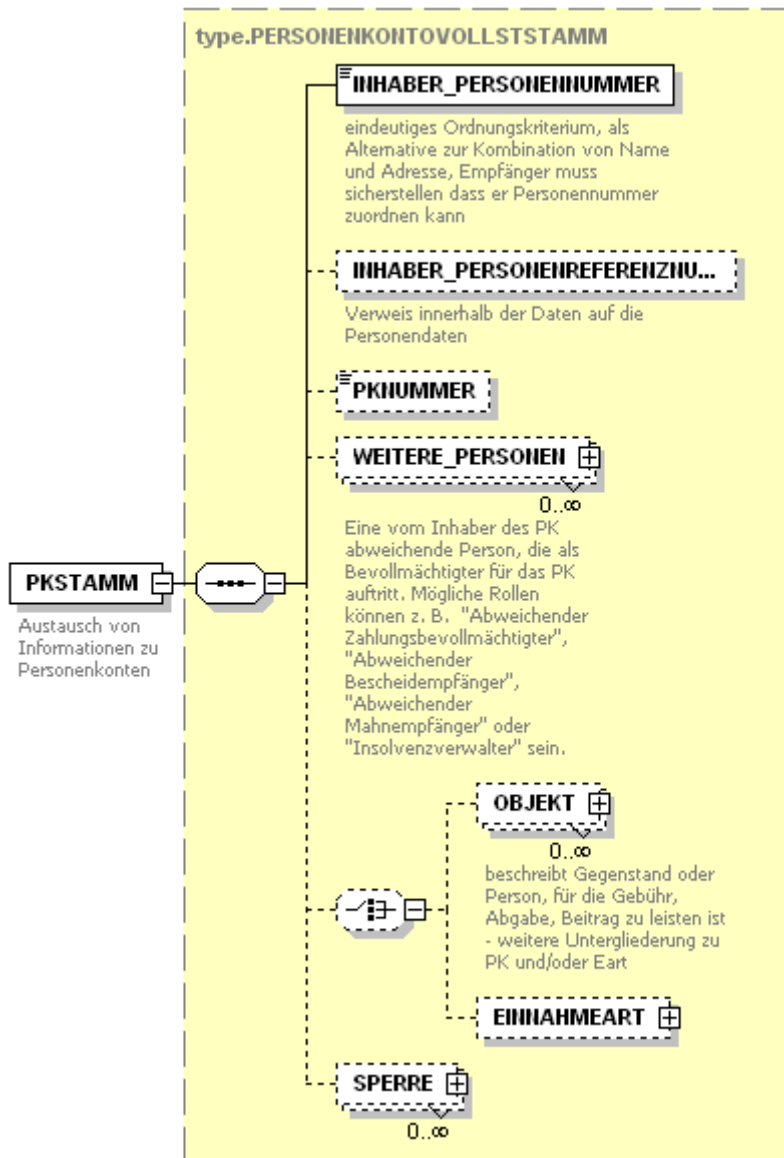 type.PERSONENKONTOVOLLSTSTAMM
INHABER_PERSONENNUMMER
eindeutiges Ordnungskriterium, als
Alternative zur Kombination von Name
und Adresse, Empfänger muss
sicherstellen dass er Personennummer
zuordnen kann
INHABER_PERSONENREFERENZNU...
Verweis innerhalb der Daten auf die
Personendaten
PKNUMMER
WEITERE_PERSONEN
0..∞
Eine vom Inhaber des PK
abweichende Person, die als
Bevollmächtigter für das PK
auftritt. Mögliche Rollen
können z. B. "Abweichender
Zahlungsbevollmächtigter",
"Abweichender
Bescheidempfänger",
"Abweichender
Mahnempfänger" oder
"Insolvenzverwalter" sein.
PKSTAMM
Austausch von
Informationen zu
Personenkonten
OBJEKT
0..∞
beschreibt Gegenstand oder
Person, für die Gebühr,
Abgabe, Beitrag zu leisten ist
- weitere Untergliederung zu
PK und/oder Eart
EINNAHMEART
SPERRE
0..∞